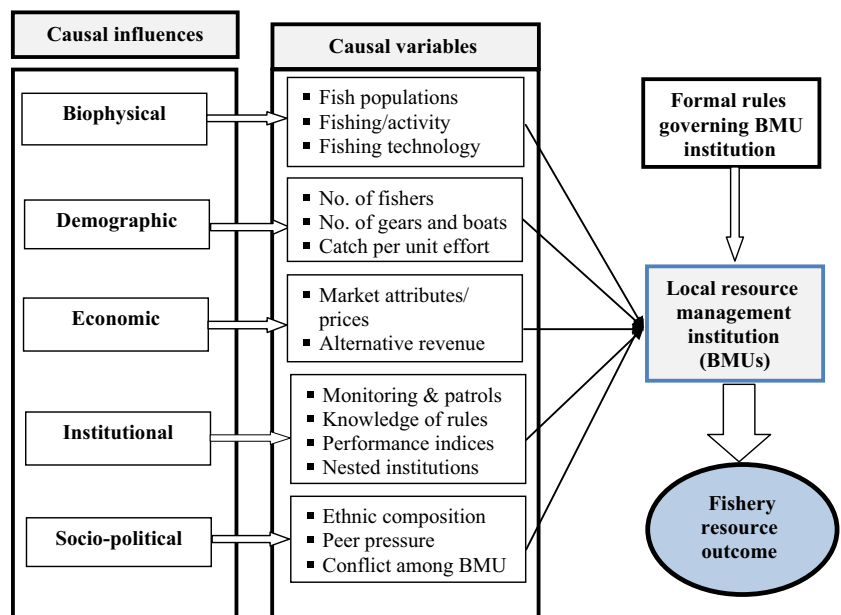 Causal influences
Biophysical
Demographic
Economic
Institutional
Socio-political
Causal variables
▪ Fish populations
▪ Fishing/activity
▪ Fishing technology
▪ No. of fishers
▪ No. of gears and boats
▪ Catch per unit effort
▪ Market attributes/
prices
▪ Alternative revenue
▪ Monitoring & patrols
▪ Knowledge of rules
▪ Performance indices
▪ Nested institutions
▪ Ethnic composition
▪ Peer pressure
▪ Conflict among BMU
Formal rules
governing BMU
institution
Local resource
management
institution
(BMUs)
Fishery
resource
outcome